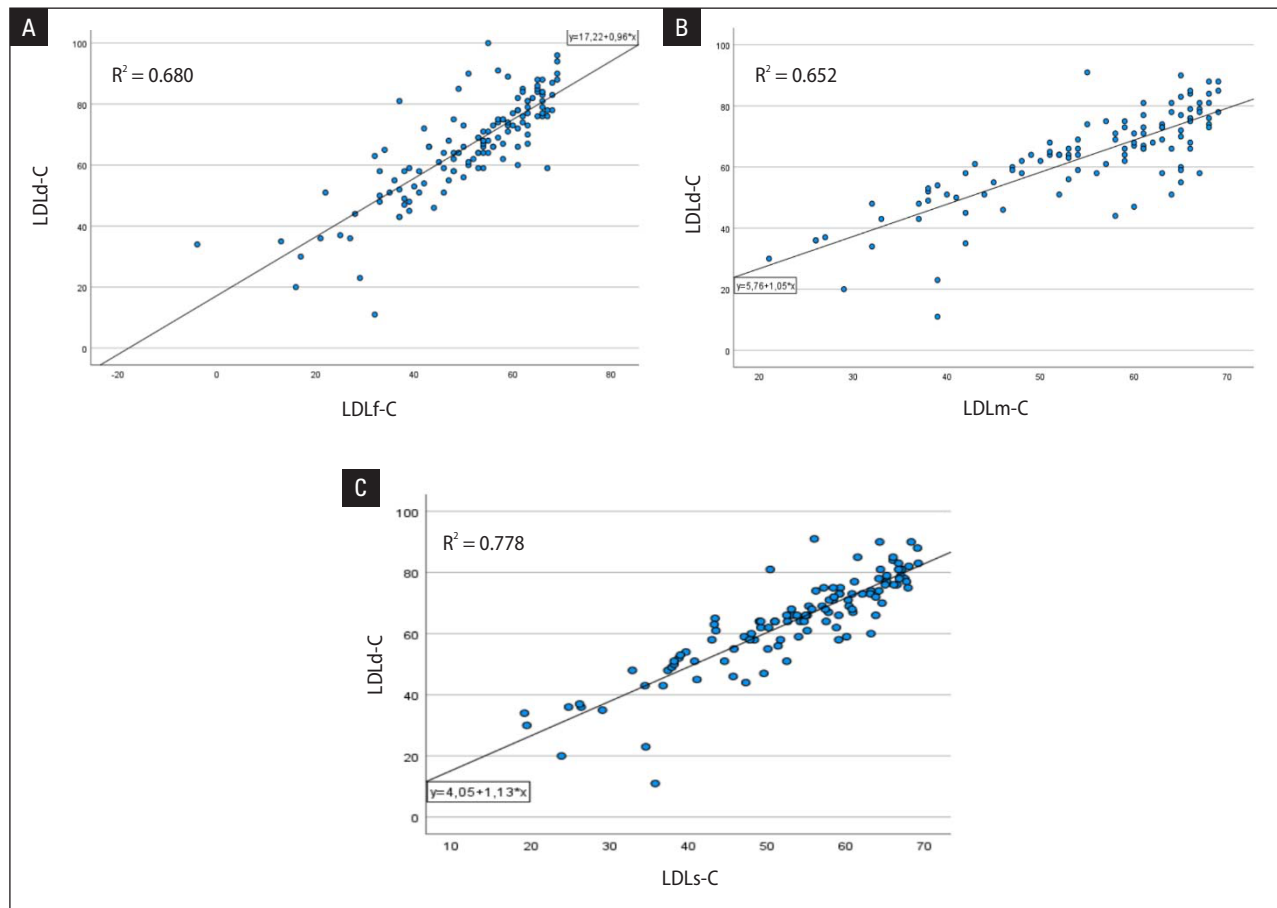 A
y=17,22+0,96*x
R² = 0.680
100
80
60
40
20
0
-20 0 20 40 60 80
LDLd-C
LDLf-C
B
R² = 0.652
100
80
60
40
20
0
y=5,76+1,05*x
20 30 40 50 60 70
LDLd-C
LDLm-C
C
R² = 0.778
100
80
60
40
20
0
y=4,05+1,13*x
10 20 30 40 50 60 70
LDLd-C
LDLs-C